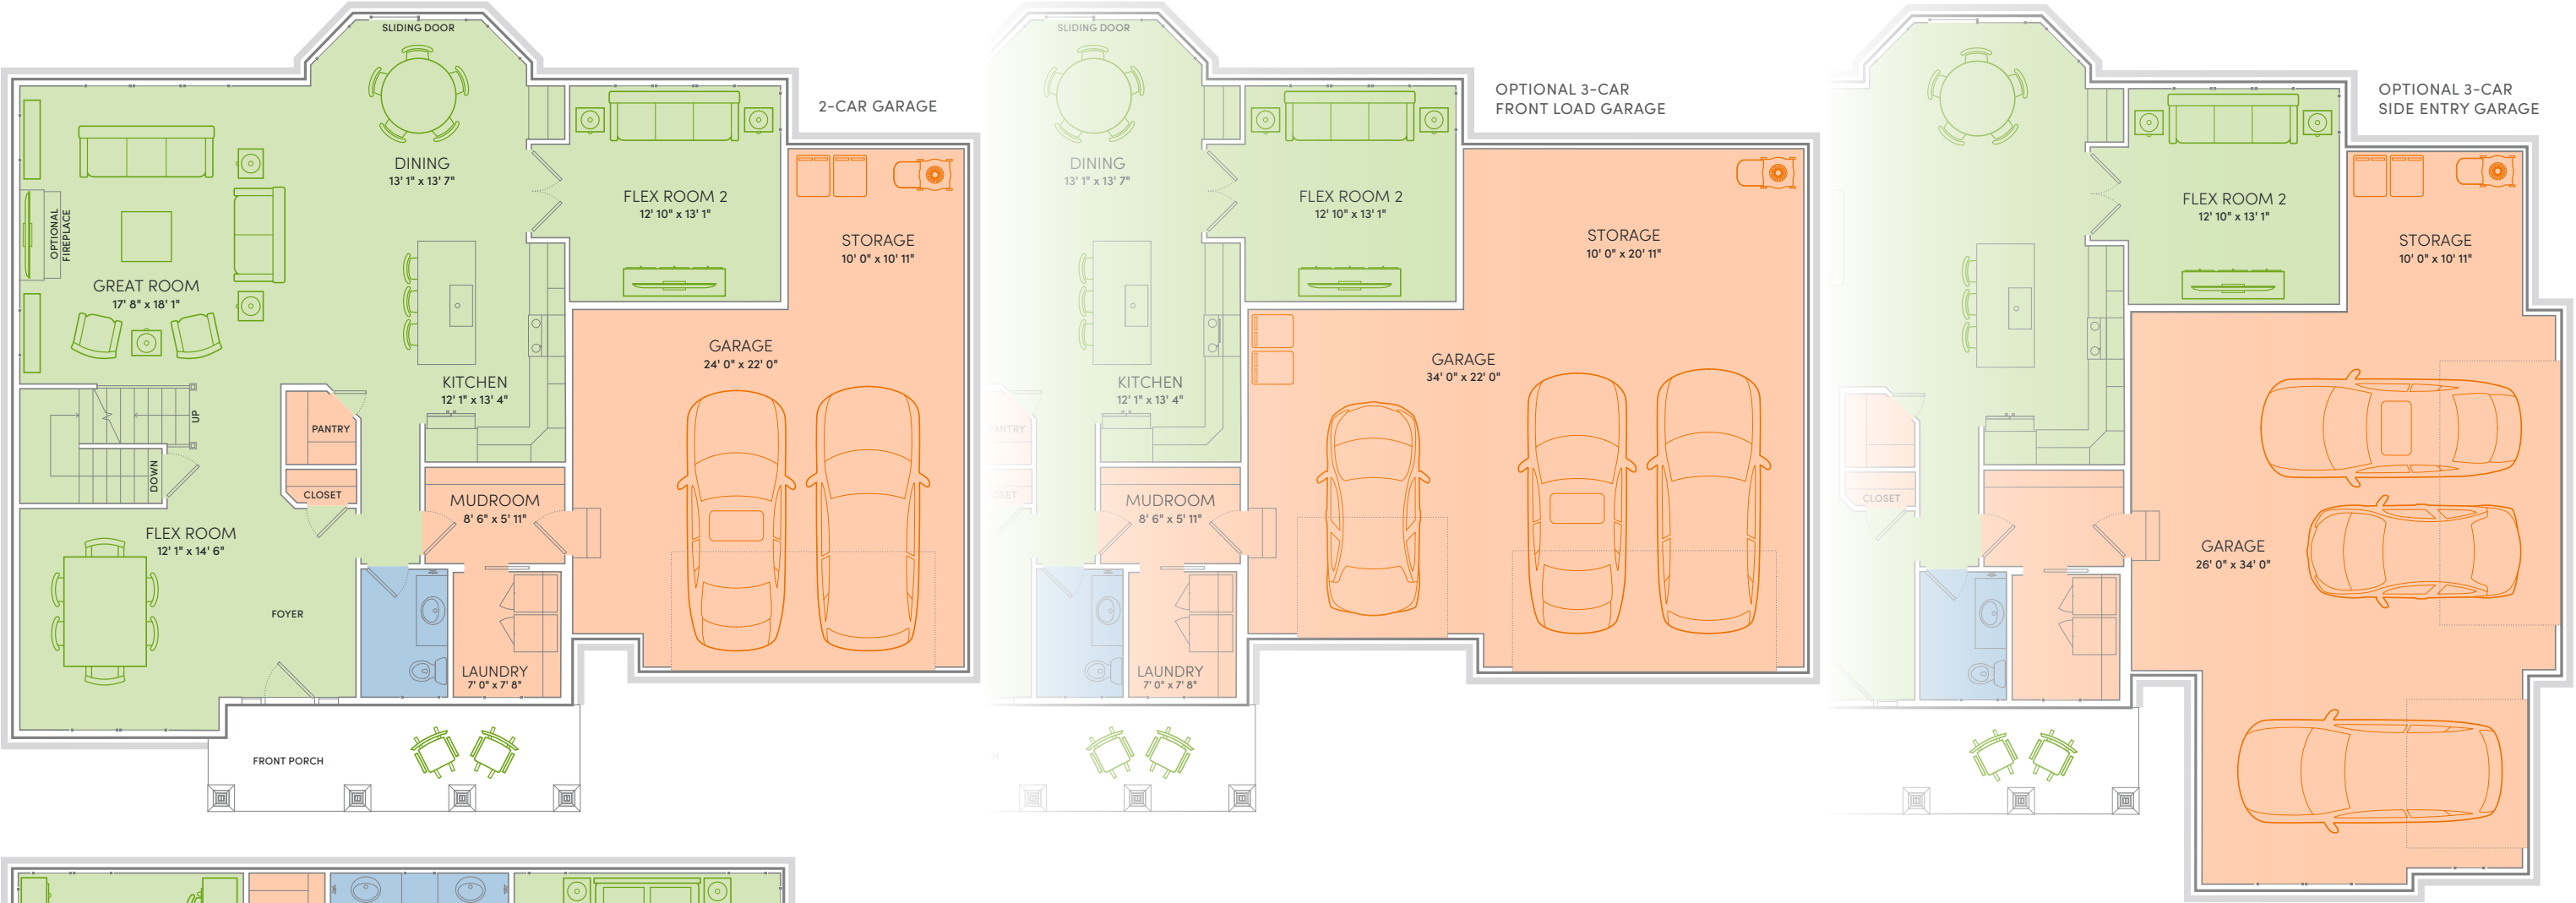 SLIDING DOOR
DINING
13' 1" x 13' 7"
2-CAR GARAGE
FLEX ROOM 2
12' 10" x 13' 1"
STORAGE
10' 0" x 10' 11"
OPTIONAL
FIREPLACE
GREAT ROOM
17' 8" x 18' 1"
GARAGE
24' 0" x 22' 0"
KITCHEN
12' 1" x 13' 4"
UP
PANTRY
DOWN
CLOSET
MUDROOM
8' 6" x 5' 11"
FLEX ROOM
12' 1" x 14' 6"
FOYER
LAUNDRY
7' 0" x 7' 8"
FRONT PORCH
SLIDING DOOR
DINING
13' 1" x 13' 7"
OPTIONAL 3-CAR
FRONT LOAD GARAGE
FLEX ROOM 2
12' 10" x 13' 1"
STORAGE
10' 0" x 20' 11"
GARAGE
34' 0" x 22' 0"
KITCHEN
12' 1" x 13' 4"
PANTRY
OSET
MUDROOM
8' 6" x 5' 11"
LAUNDRY
7' 0" x 7' 8"
CH
OPTIONAL 3-CAR
SIDE ENTRY GARAGE
FLEX ROOM 2
12' 10" x 13' 1"
STORAGE
10' 0" x 10' 11"
CLOSET
GARAGE
26' 0" x 34' 0"